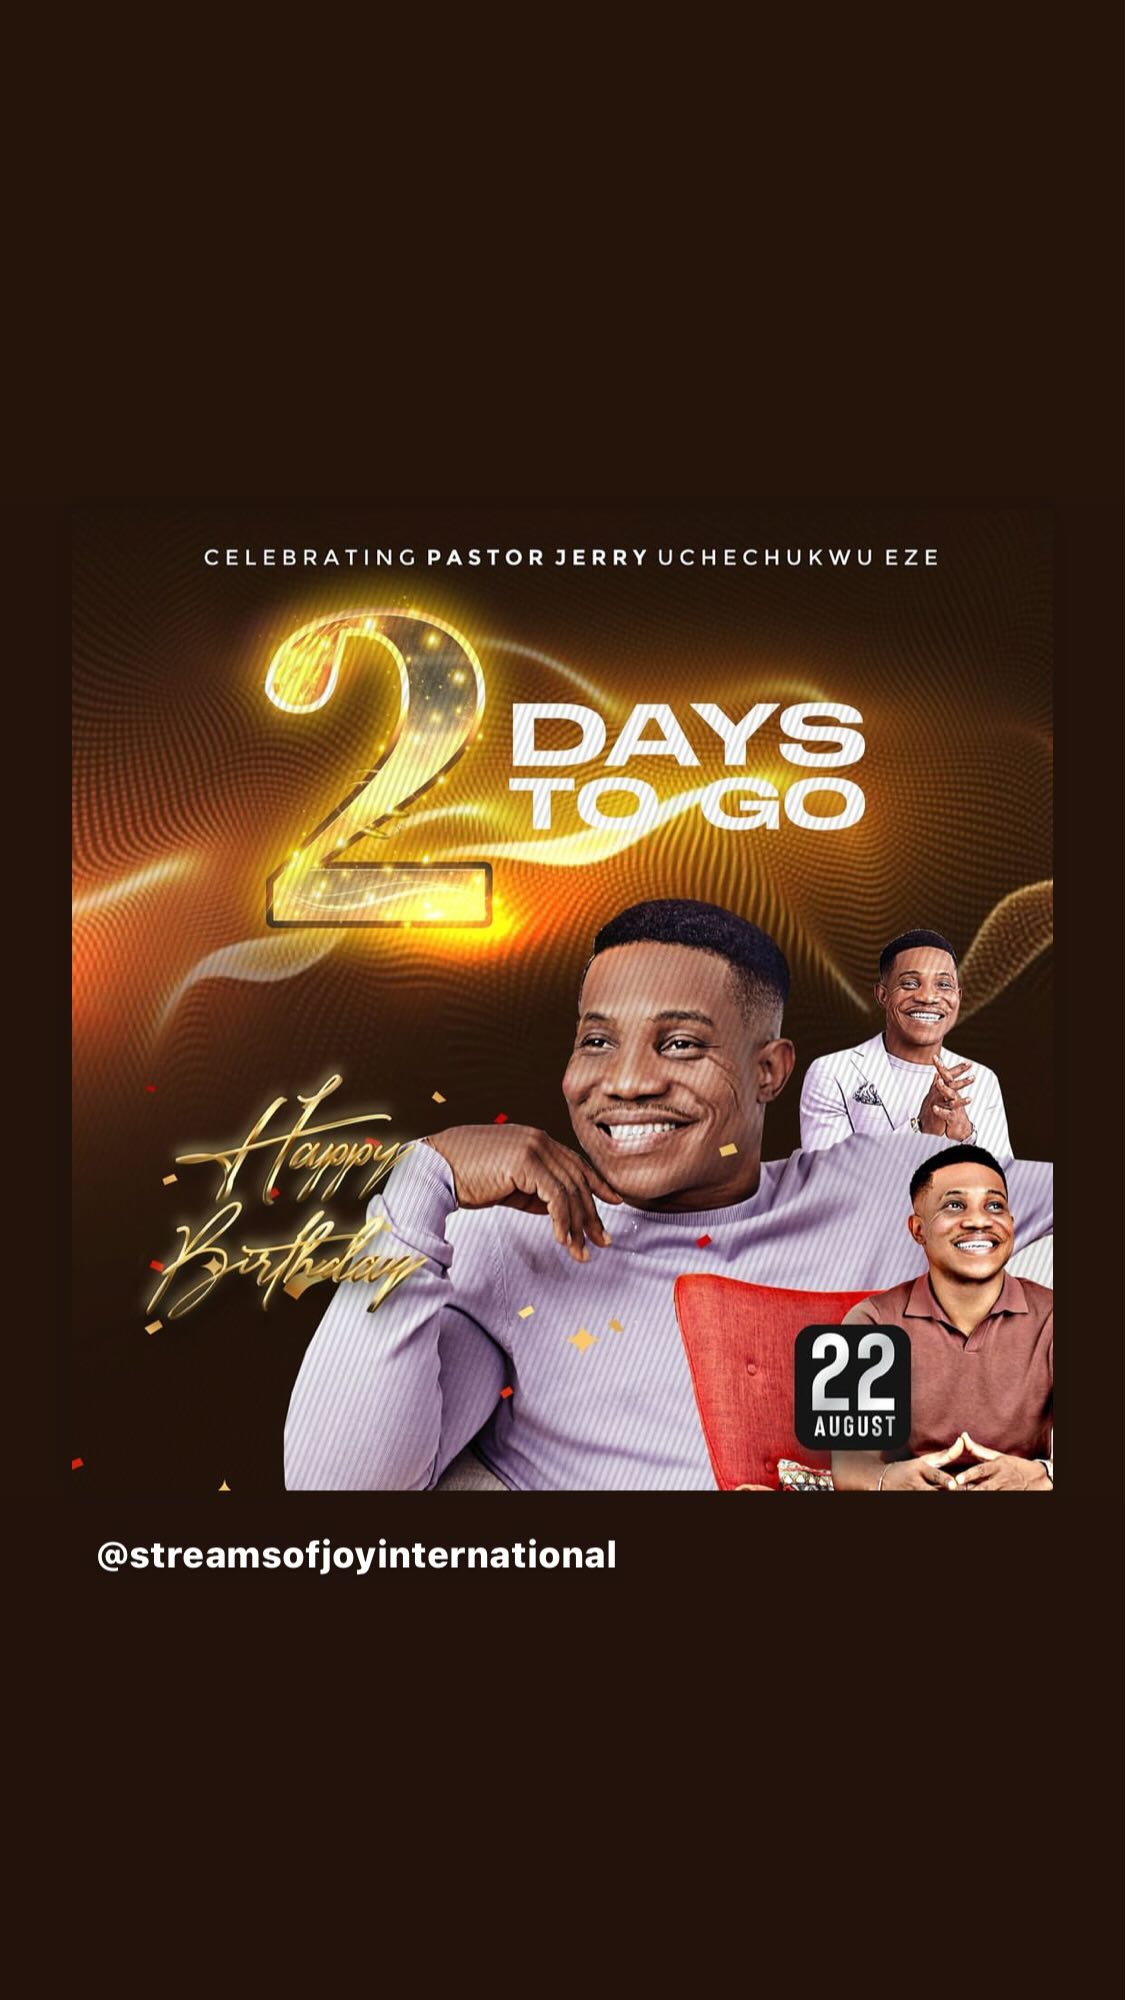 CELEBRATING PASTOR JERRY UCHECHUKWU EZE
2
DAYS
TO GO
Happy
Birthday
22
AUGUST
@streamsofjoyinternational